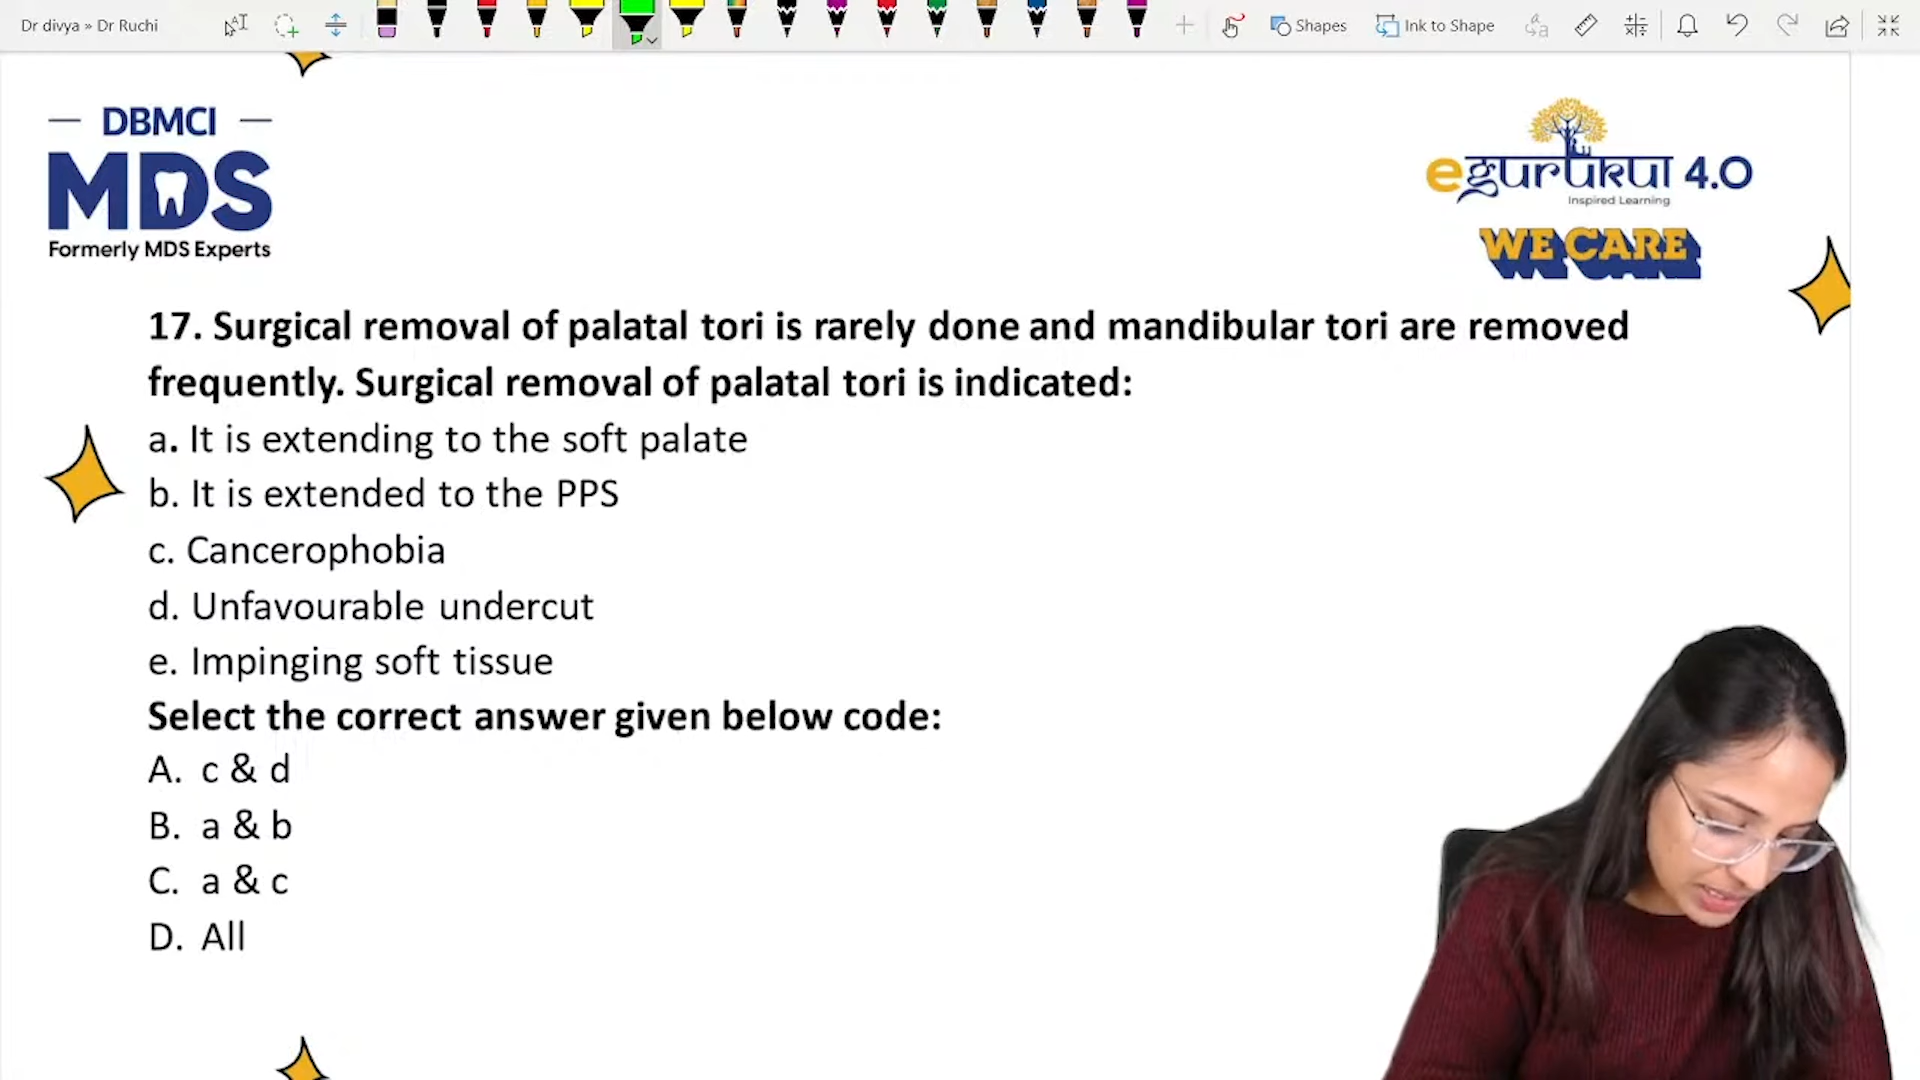 Dr divya » Dr Ruchi
Shapes
Ink to Shape
— DBMCI —
MDS
Formerly MDS Experts
egurukul 4.0
Inspired Learning
WE CARE
17. Surgical removal of palatal tori is rarely done and mandibular tori are removed
frequently. Surgical removal of palatal tori is indicated:
a. It is extending to the soft palate
b. It is extended to the PPS
c. Cancerophobia
d. Unfavourable undercut
e. Impinging soft tissue
Select the correct answer given below code:
A. c & d
B. a & b
C. a & c
D. All